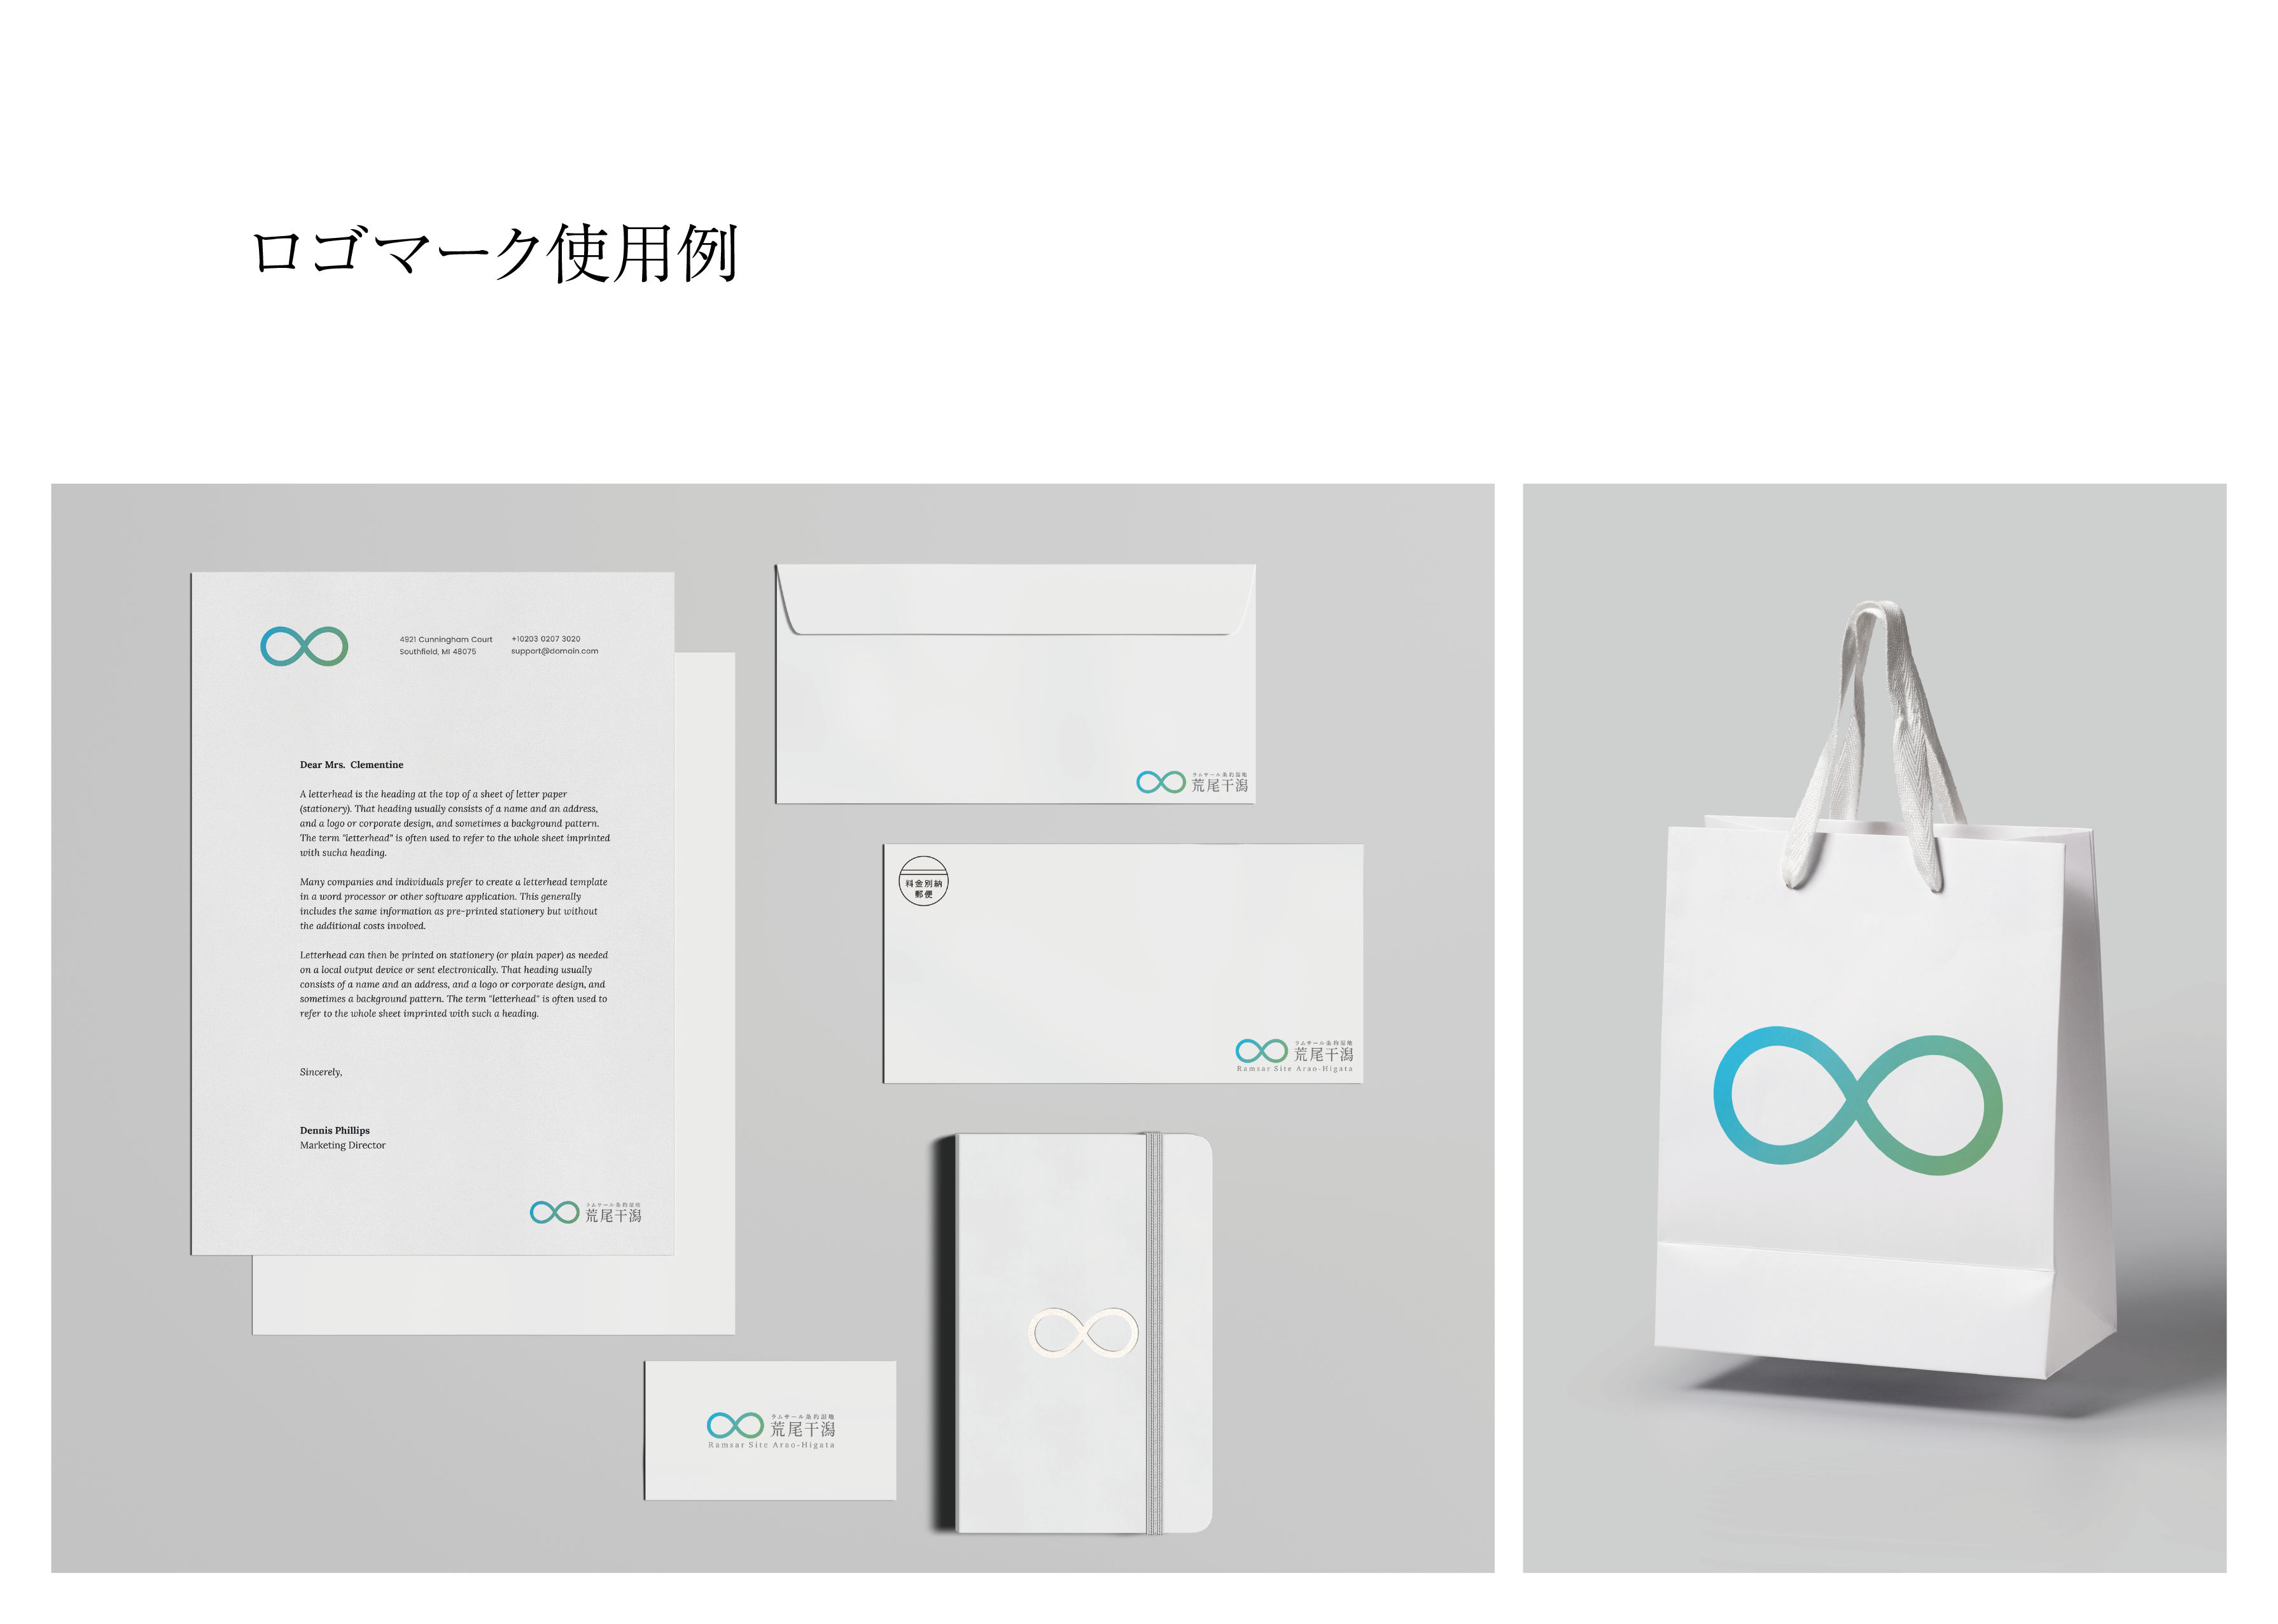 ロゴマーク使用例
4921 Cunningham Court
Southfield, MI 48075
+10203 0207 3020
support@domain.com
Dear Mrs. Clementine
A letterhead is the heading at the top of a sheet of letter paper
(stationery). That heading usually consists of a name and an address,
and a logo or corporate design, and sometimes a background pattern.
The term "letterhead" is often used to refer to the whole sheet imprinted
with sucha heading.
Many companies and individuals prefer to create a letterhead template
in a word processor or other software application. This generally
includes the same information as pre-printed stationery but without
the additional costs involved.
Letterhead can then be printed on stationery (or plain paper) as needed
on a local output device or sent electronically. That heading usually
consists of a name and an address, and a logo or corporate design, and
sometimes a background pattern. The term "letterhead" is often used to
refer to the whole sheet imprinted with such a heading.
Sincerely,
Dennis Phillips
Marketing Director
ラムサール条約湿地
荒尾干潟
ラムサール条約湿地
荒尾干潟
料金別納
郵便
ラムサール条約湿地
荒尾干潟
Ramsar Site Arao-Higata
ラムサール条約湿地
荒尾干潟
Ramsar Site Arao-Higata